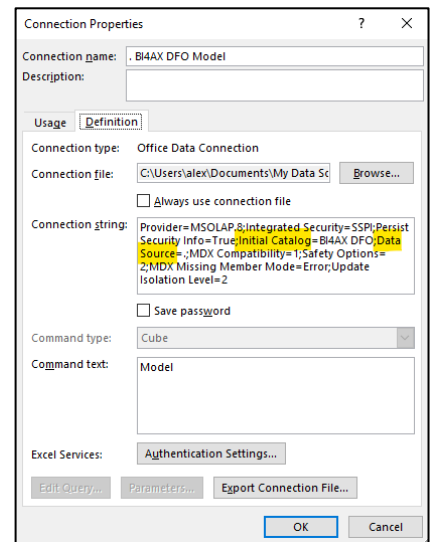 Connection Properties ? ×
Connection name: . BI4AX DFO Model
Description:
Usage Definition
Connection type: Office Data Connection
Connection file: C:\Users\alex\Documents\My Data Sc Browse...
Always use connection file
Connection string: Provider=MSOLAP.8;Integrated Security=SSPI;Persist
Security Info=True;Initial Catalog=BI4AX DFO;Data
Source=.;MDX Compatibility=1;Safety Options=
2;MDX Missing Member Mode=Error;Update
Isolation Level=2
Save password
Command type: Cube
Command text: Model
Excel Services: Authentication Settings...
Edit Query... Parameters... Export Connection File...
OK Cancel